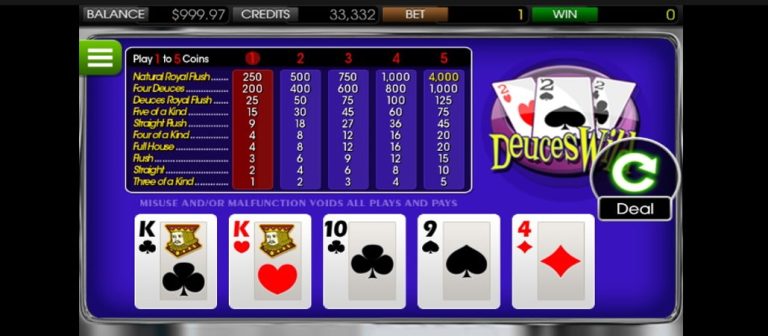 BALANCE $999.97 CREDITS 33,332 BET 1 WIN 0
Play 1 to 5 Coins 1 2 3 4 5
Natural Royal Flush...... 250 500 750 1,000 4,000
Four Deuces............... 200 400 600 800 1,000
Deuces Royal Flush..... 25 50 75 100 125
Five of a Kind............. 15 30 45 60 75
Straight Flush............ 9 18 27 36 45
Four of a Kind............ 4 8 12 16 20
Full House................ 4 8 12 16 20
Flush....................... 3 6 9 12 15
Straight................... 2 4 6 8 10
Three of a Kind........... 1 2 3 4 5
2 2 2
Deuces Wild
Deal
MISUSE AND/OR MALFUNCTION VOIDS ALL PLAYS AND PAYS
K K 10 9 4